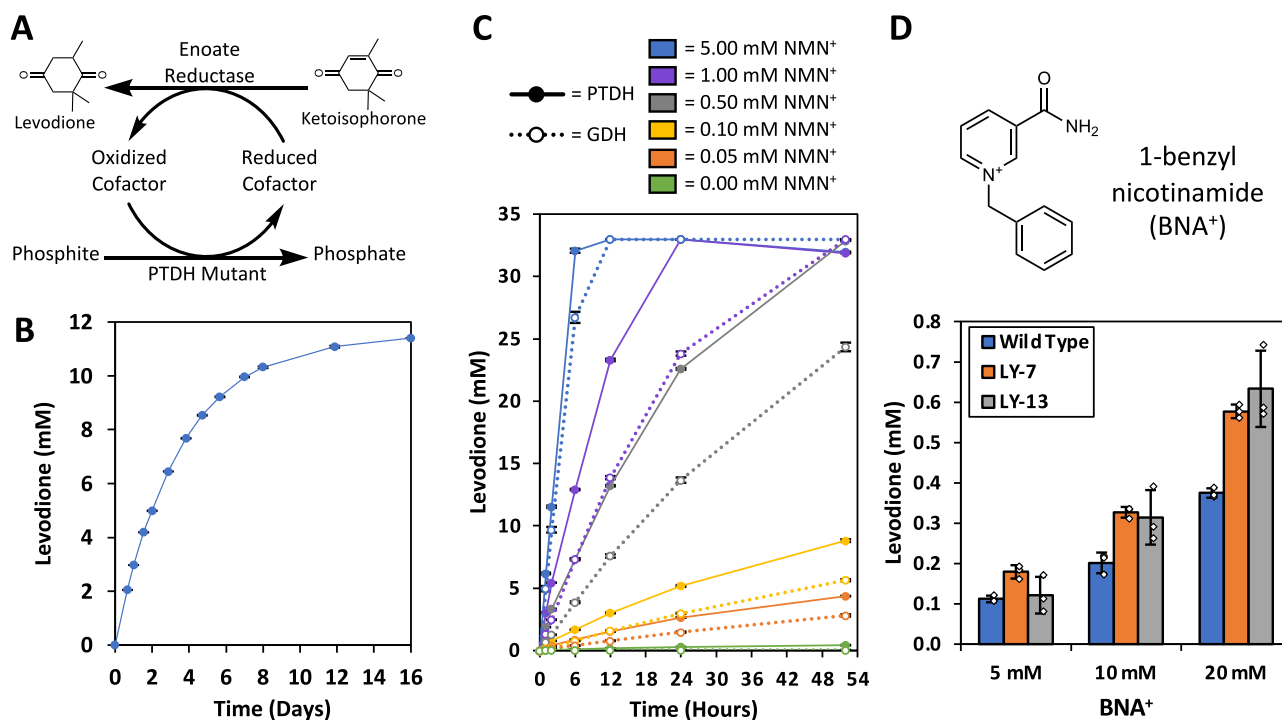 A
Enoate
Reductase
O
O
O
O
Levodione
Ketoisophorone
Oxidized
Cofactor
Reduced
Cofactor
Phosphite
Phosphate
PTDH Mutant
B
Levodione (mM)
12
10
8
6
4
2
0
0 2 4 6 8 10 12 14 16
Time (Days)
C
= PTDH
= GDH
= 5.00 mM NMN⁺
= 1.00 mM NMN⁺
= 0.50 mM NMN⁺
= 0.10 mM NMN⁺
= 0.05 mM NMN⁺
= 0.00 mM NMN⁺
Levodione (mM)
35
30
25
20
15
10
5
0
0 6 12 18 24 30 36 42 48 54
Time (Hours)
D
O
NH₂
N⁺
1-benzyl
nicotinamide
(BNA⁺)
Levodione (mM)
0.8
0.7
0.6
0.5
0.4
0.3
0.2
0.1
0.0
Wild Type
LY-7
LY-13
5 mM 10 mM 20 mM
BNA⁺